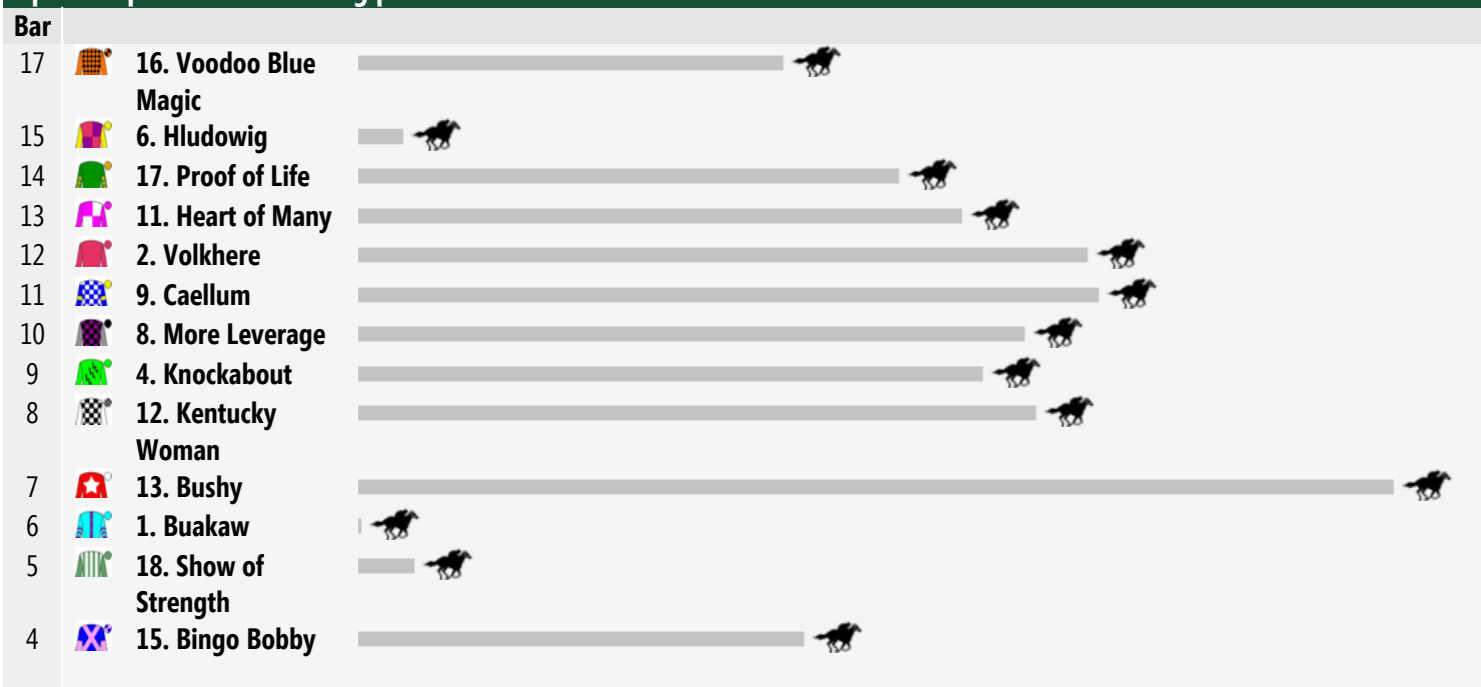 Bar
17 16. Voodoo Blue
Magic
15 6. Hludowig
14 17. Proof of Life
13 11. Heart of Many
12 2. Volkhere
11 9. Caellum
10 8. More Leverage
9 4. Knockabout
8 12. Kentucky
Woman
7 13. Bushy
6 1. Buakaw
5 18. Show of
Strength
4 15. Bingo Bobby